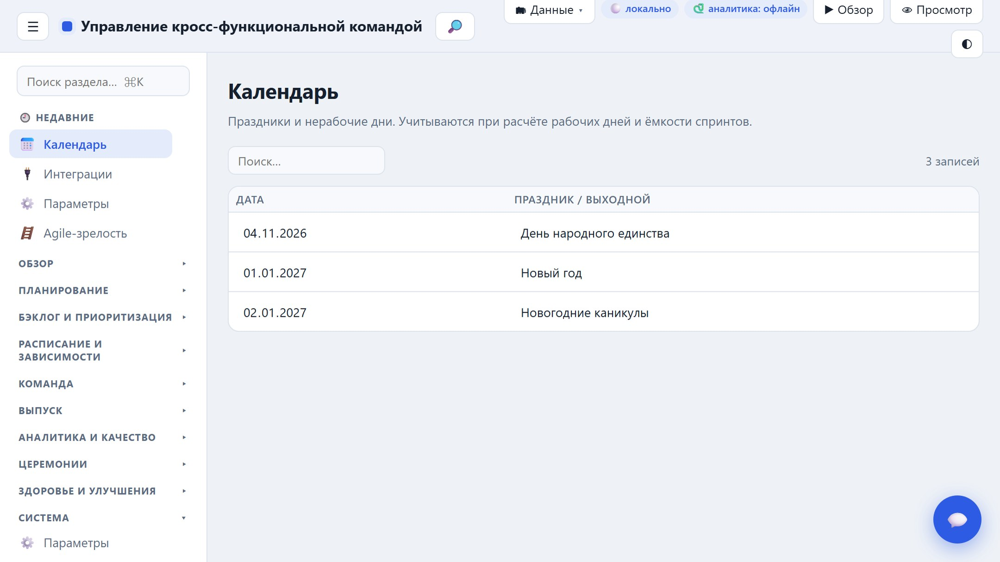 ☰ Управление кросс-функциональной командой
Данные ▾
локально
аналитика: офлайн
▶ Обзор
Просмотр
Поиск раздела... ⌘K
НЕДАВНИЕ
Календарь
Интеграции
Параметры
Agile-зрелость
ОБЗОР
ПЛАНИРОВАНИЕ
БЭКЛОГ И ПРИОРИТИЗАЦИЯ
РАСПИСАНИЕ И
ЗАВИСИМОСТИ
КОМАНДА
ВЫПУСК
АНАЛИТИКА И КАЧЕСТВО
ЦЕРЕМОНИИ
ЗДОРОВЬЕ И УЛУЧШЕНИЯ
СИСТЕМА
Параметры
Календарь
Праздники и нерабочие дни. Учитываются при расчёте рабочих дней и ёмкости спринтов.
Поиск...
3 записей
ДАТА ПРАЗДНИК / ВЫХОДНОЙ
04.11.2026 День народного единства
01.01.2027 Новый год
02.01.2027 Новогодние каникулы